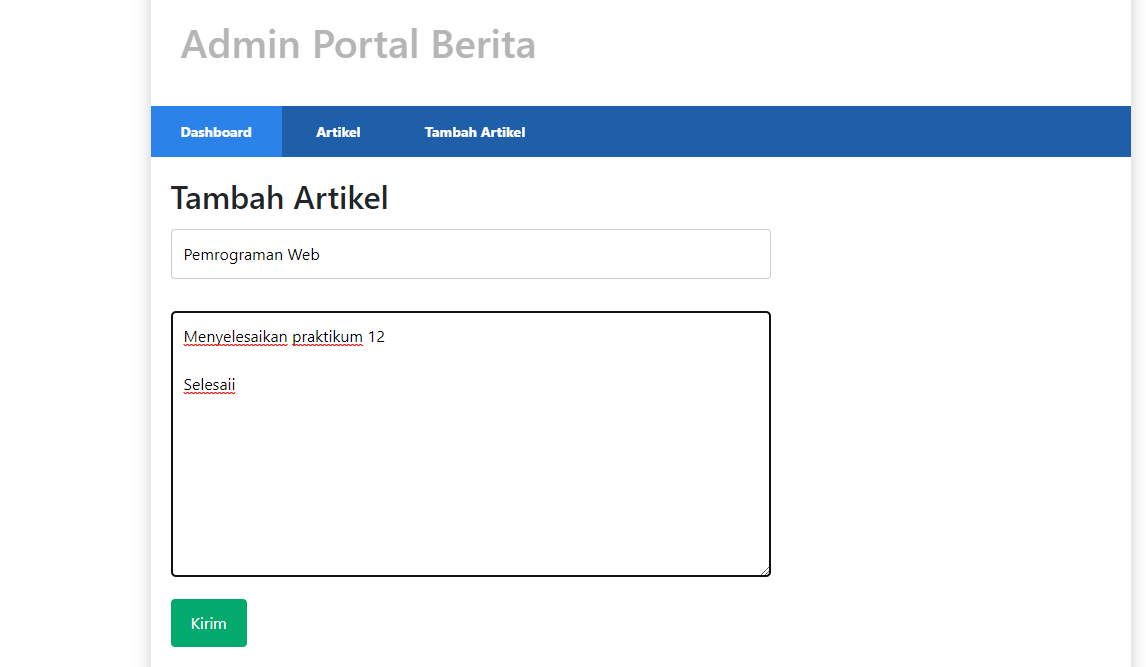 Admin Portal Berita
Dashboard Artikel Tambah Artikel
Tambah Artikel
Pemrograman Web
Menyelesaikan praktikum 12
Selesaii
Kirim